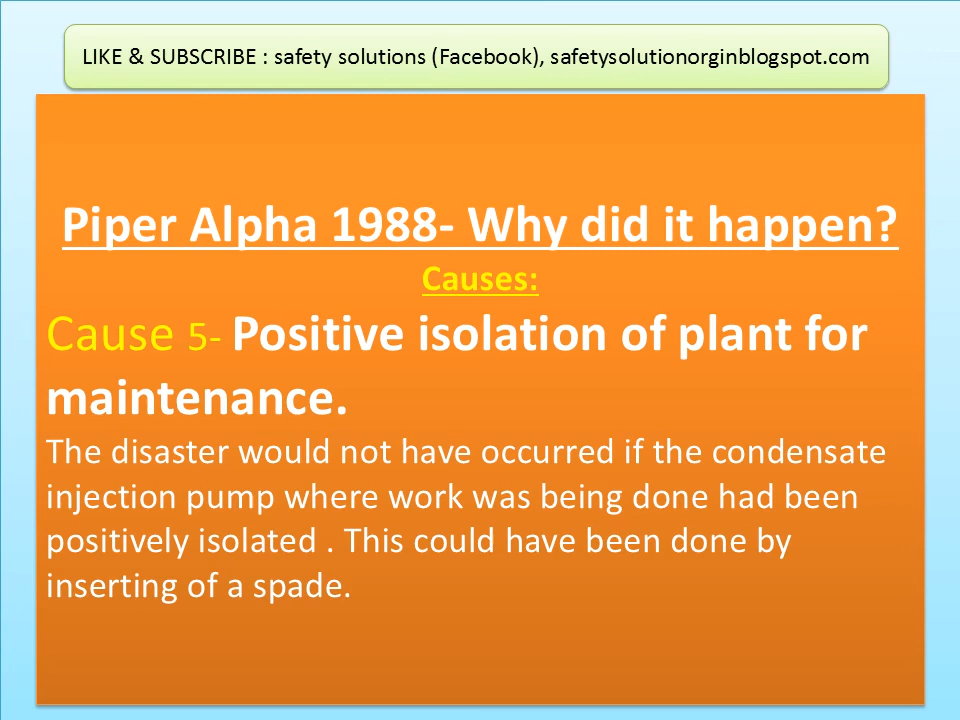 LIKE & SUBSCRIBE : safety solutions (Facebook), safetysolutionorginblogspot.com
Piper Alpha 1988- Why did it happen?
Causes:
Cause 5- Positive isolation of plant for
maintenance.
The disaster would not have occurred if the condensate
injection pump where work was being done had been
positively isolated . This could have been done by
inserting of a spade.